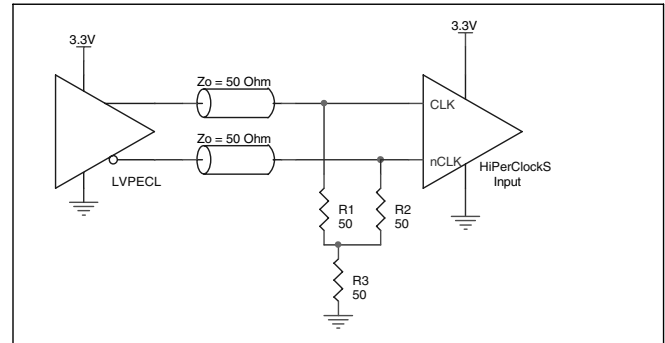 3.3V
3.3V
Zo = 50 Ohm
CLK
Zo = 50 Ohm
nCLK
LVPECL
HiPerClockS
Input
R1
50
R2
50
R3
50